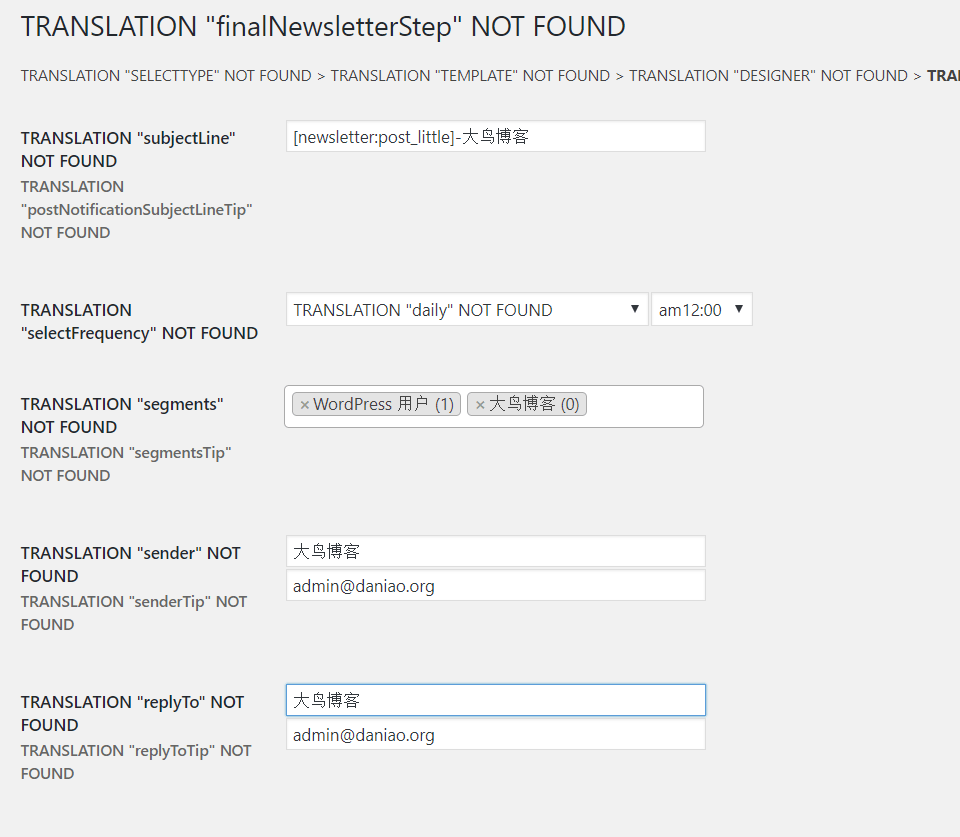 TRANSLATION "finalNewsletterStep" NOT FOUND
TRANSLATION "SELECTTYPE" NOT FOUND > TRANSLATION "TEMPLATE" NOT FOUND > TRANSLATION "DESIGNER" NOT FOUND > TRA
TRANSLATION "subjectLine"
NOT FOUND
[newsletter:post_little]-大鸟博客
TRANSLATION
"postNotificationSubjectLineTip"
NOT FOUND
TRANSLATION
"selectFrequency" NOT FOUND
TRANSLATION "daily" NOT FOUND ▼ am12:00 ▼
TRANSLATION "segments"
NOT FOUND
×WordPress 用户 (1) ×大鸟博客 (0)
TRANSLATION "segmentsTip"
NOT FOUND
TRANSLATION "sender" NOT
FOUND
大鸟博客
admin@daniao.org
TRANSLATION "senderTip" NOT
FOUND
TRANSLATION "replyTo" NOT
FOUND
大鸟博客
admin@daniao.org
TRANSLATION "replyToTip" NOT
FOUND